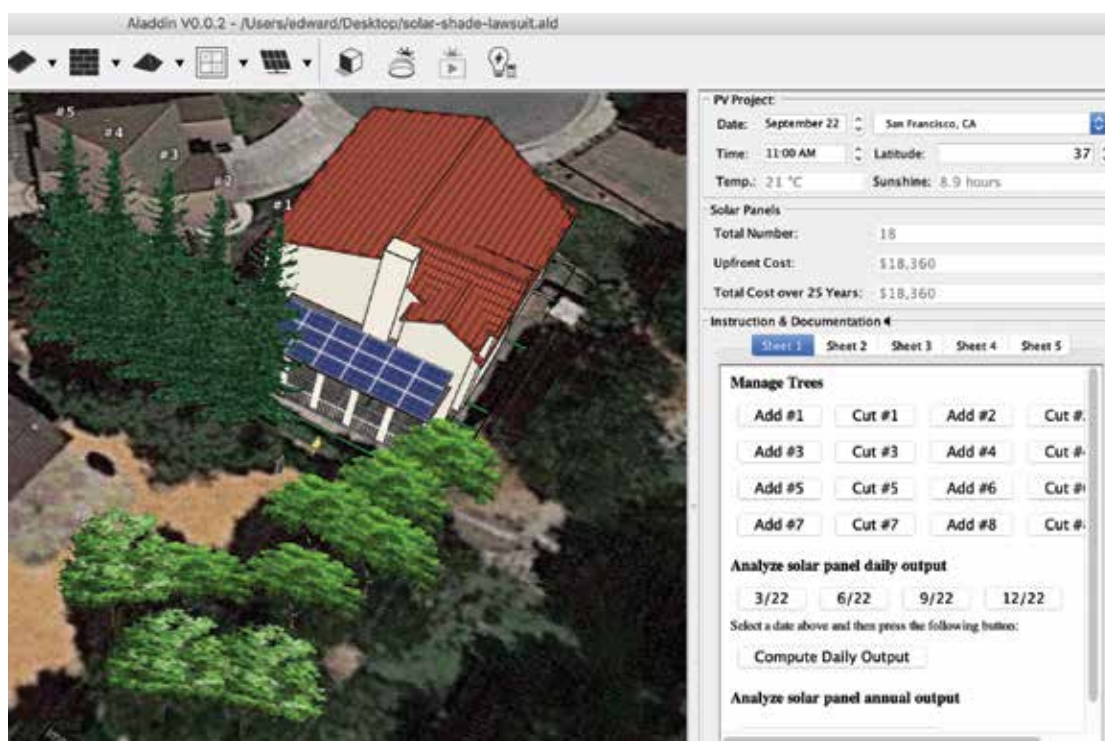 Aladdin V0.0.2 - /Users/edward/Desktop/solar-shade-lawsuit.ald
#5
#4
#3
#2
#1
PV Project:
Date: September 22 San Francisco, CA
Time: 11:00 AM Latitude: 37
Temp.: 21 °C Sunshine: 8.9 hours
Solar Panels
Total Number: 18
Upfront Cost: $18,360
Total Cost over 25 Years: $18,360
Instruction & Documentation
Sheet 1 Sheet 2 Sheet 3 Sheet 4 Sheet 5
Manage Trees
Add #1 Cut #1 Add #2 Cut #
Add #3 Cut #3 Add #4 Cut #
Add #5 Cut #5 Add #6 Cut #
Add #7 Cut #7 Add #8 Cut #
Analyze solar panel daily output
3/22 6/22 9/22 12/22
Select a date above and then press the following button:
Compute Daily Output
Analyze solar panel annual output